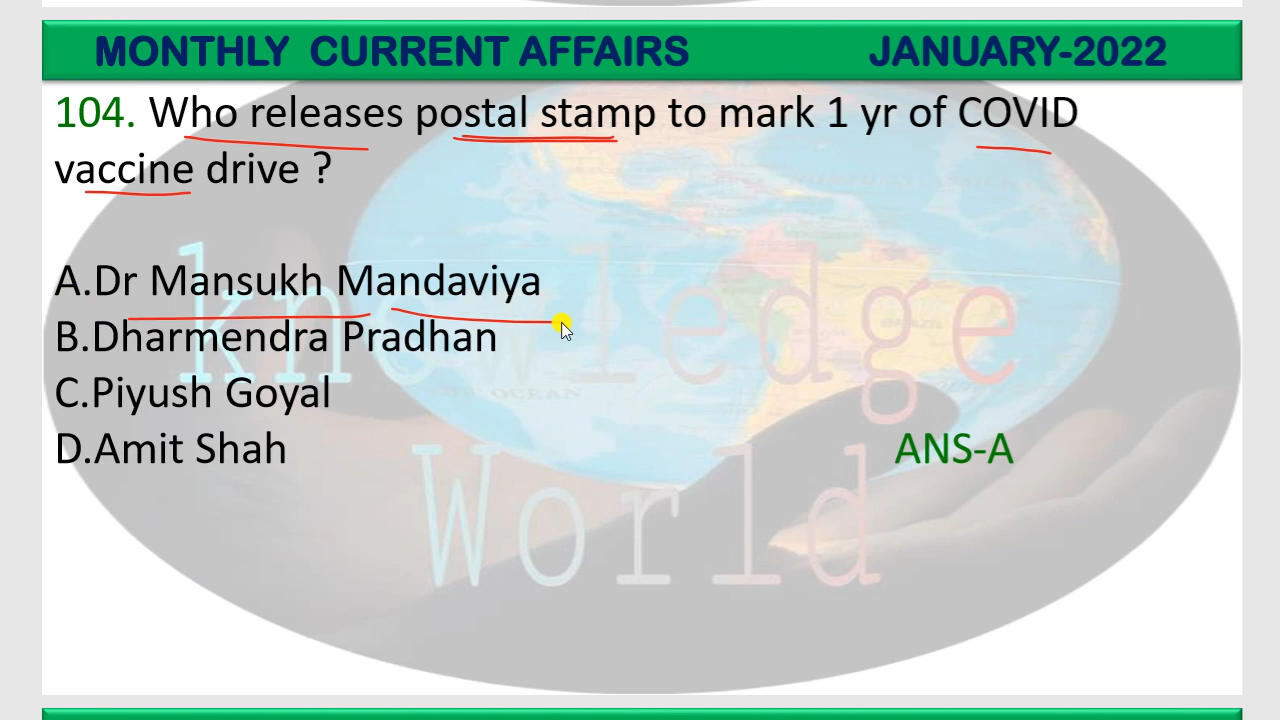 MONTHLY CURRENT AFFAIRS JANUARY-2022
104. Who releases postal stamp to mark 1 yr of COVID
vaccine drive ?
A.Dr Mansukh Mandaviya
B.Dharmendra Pradhan
C.Piyush Goyal
D.Amit Shah ANS-A
knowledge
World
OCEAN